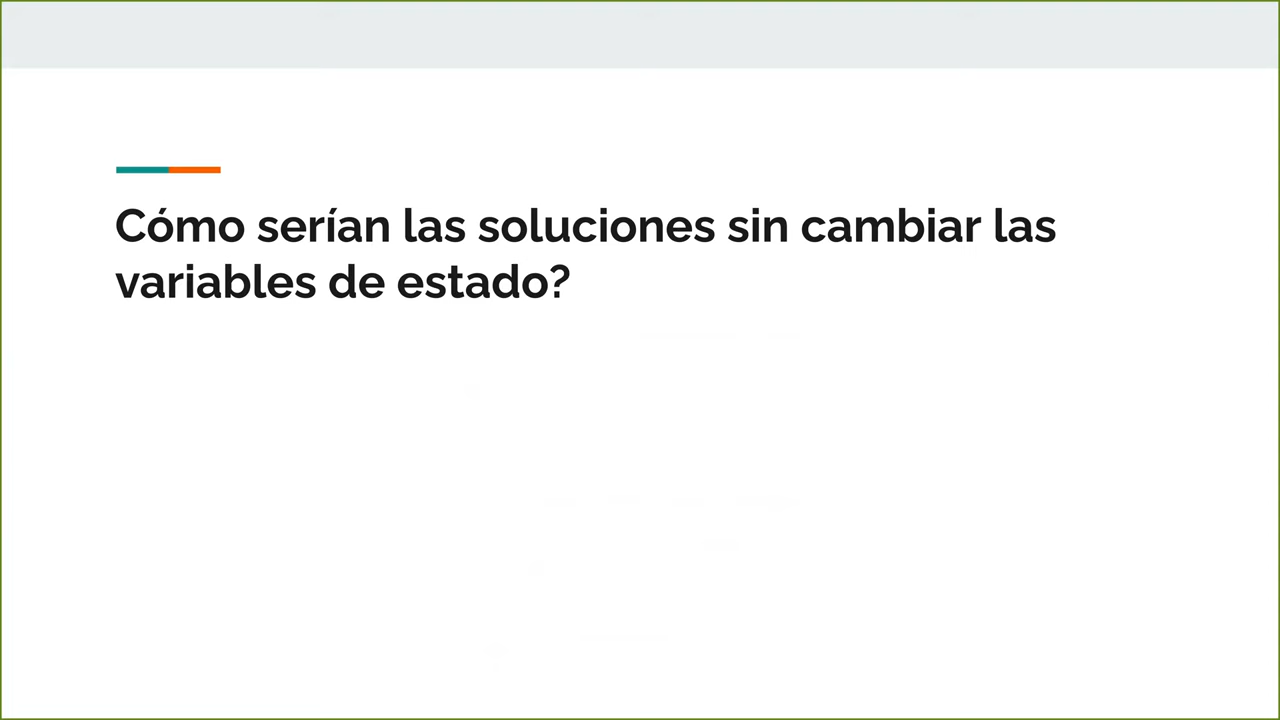 Cómo serían las soluciones sin cambiar las
variables de estado?